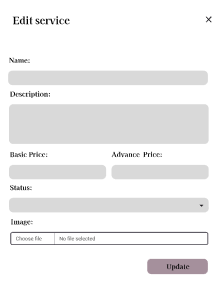 Edit service
×
Name:
Description:
Basic Price: Advance Price:
Status:
Image:
Choose file No file selected
Update